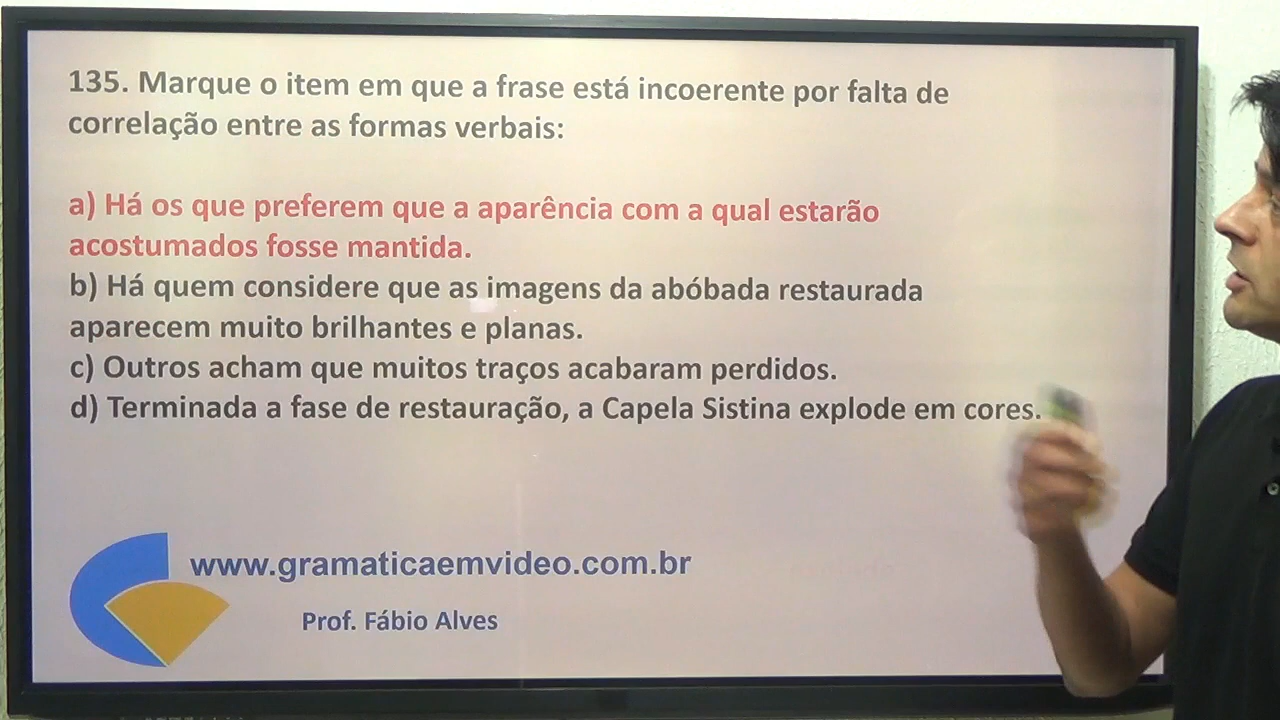 135. Marque o item em que a frase está incoerente por falta de
correlação entre as formas verbais:
a) Há os que preferem que a aparência com a qual estarão
acostumados fosse mantida.
b) Há quem considere que as imagens da abóbada restaurada
aparecem muito brilhantes e planas.
c) Outros acham que muitos traços acabaram perdidos.
d) Terminada a fase de restauração, a Capela Sistina explode em cores.
www.gramaticaemvideo.com.br
Prof. Fábio Alves